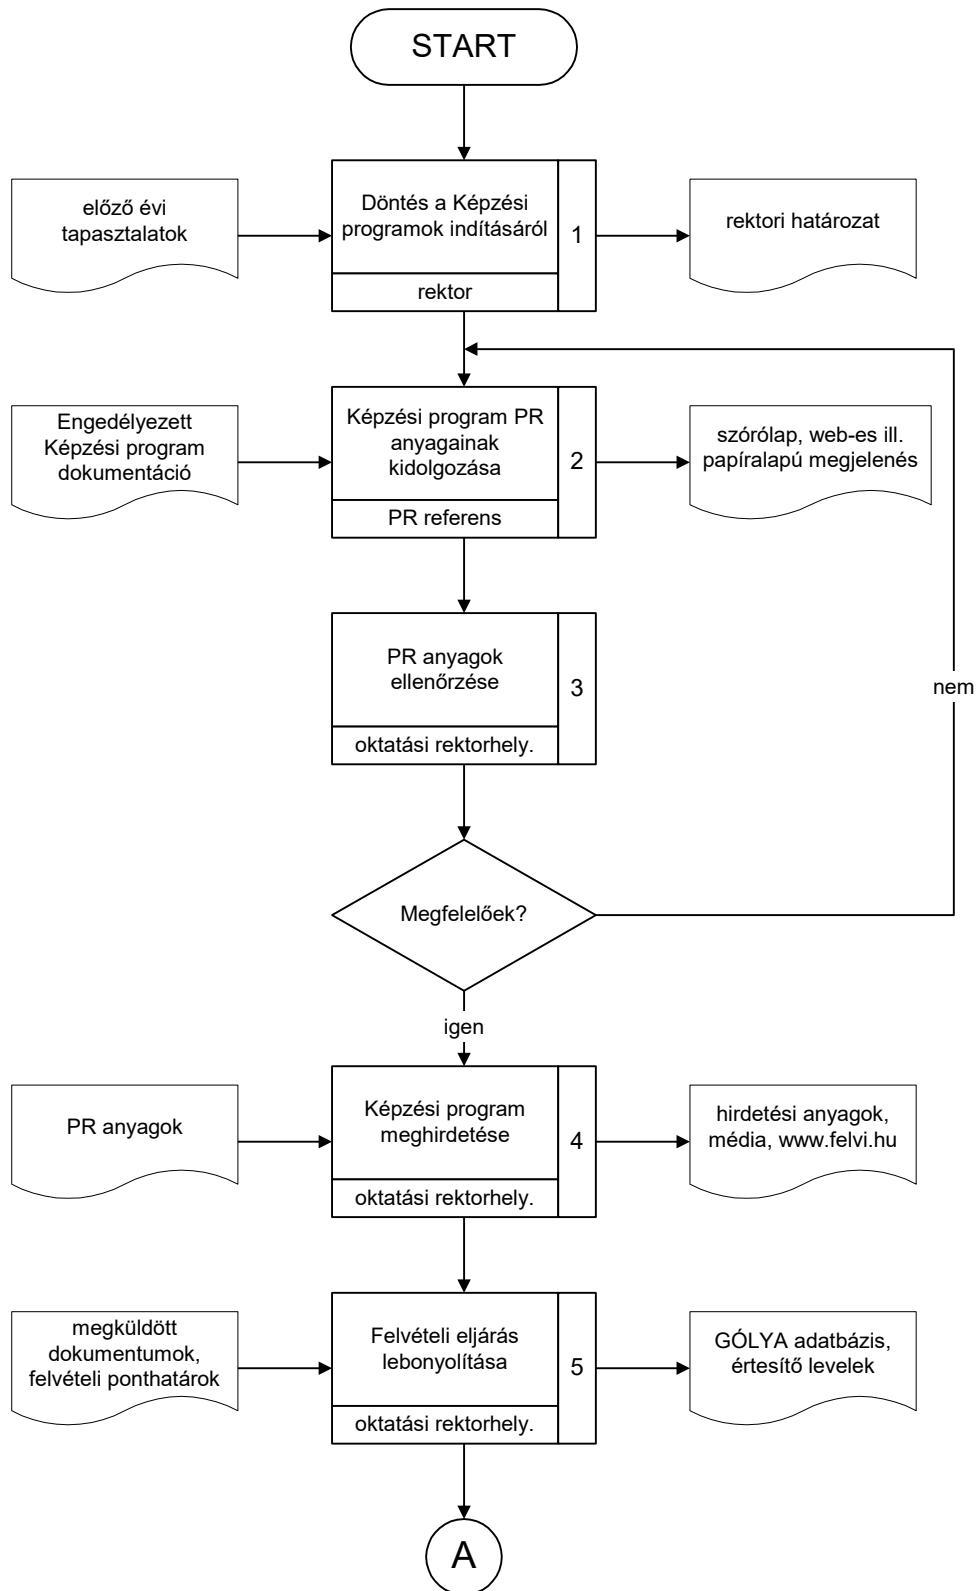 START
előző évi
tapasztalatok
Döntés a Képzési
programok indításáról
1
rektor
rektori határozat
Engedélyezett
Képzési program
dokumentáció
Képzési program PR
anyagainak
kidolgozása
2
PR referens
szórólap, web-es ill.
papíralapú megjelenés
PR anyagok
ellenőrzése
3
oktatási rektorhely.
nem
Megfelelőek?
igen
PR anyagok
Képzési program
meghirdetése
4
oktatási rektorhely.
hirdetési anyagok,
média, www.felvi.hu
megküldött
dokumentumok,
felvételi ponthatárok
Felvételi eljárás
lebonyolítása
5
oktatási rektorhely.
GÓLYA adatbázis,
értesítő levelek
A